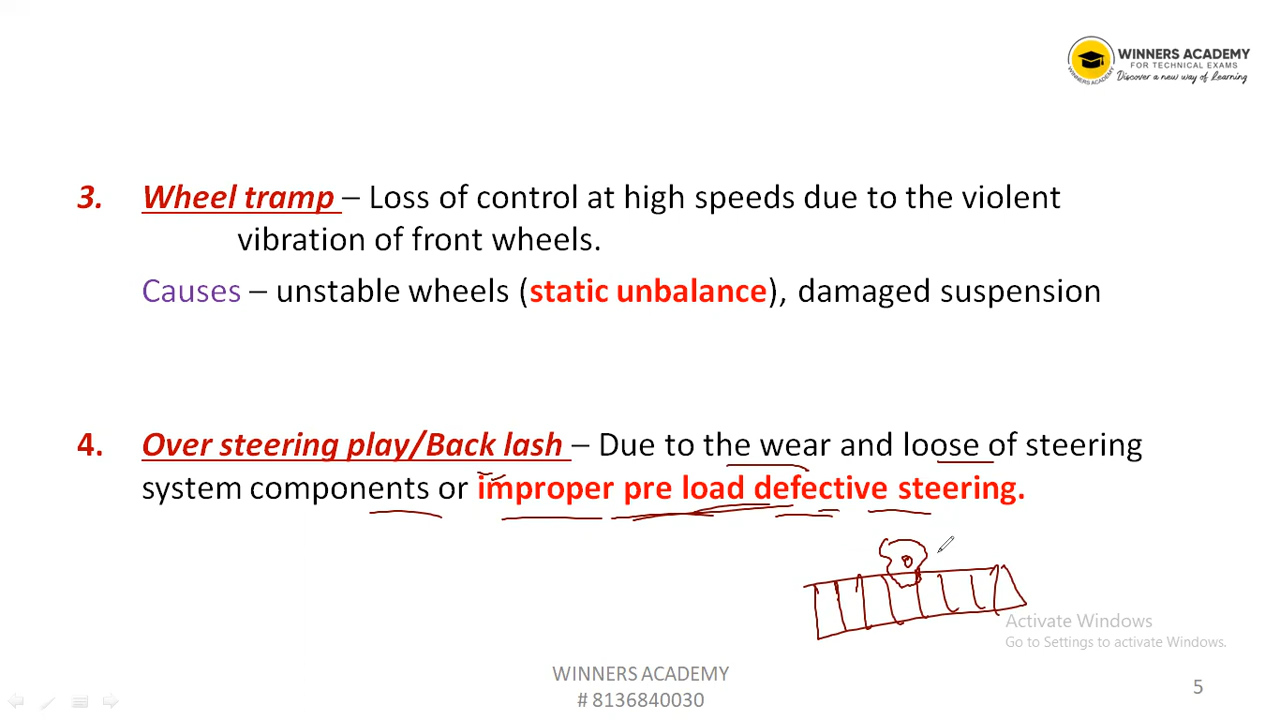 WINNERS ACADEMY
FOR TECHNICAL EXAMS
Discover a new way of Learning
WINNERS ACADEMY
3. Wheel tramp – Loss of control at high speeds due to the violent
vibration of front wheels.
Causes – unstable wheels (static unbalance), damaged suspension
4. Over steering play/Back lash – Due to the wear and loose of steering
system components or improper pre load defective steering.
Activate Windows
Go to Settings to activate Windows.
WINNERS ACADEMY
# 8136840030
5